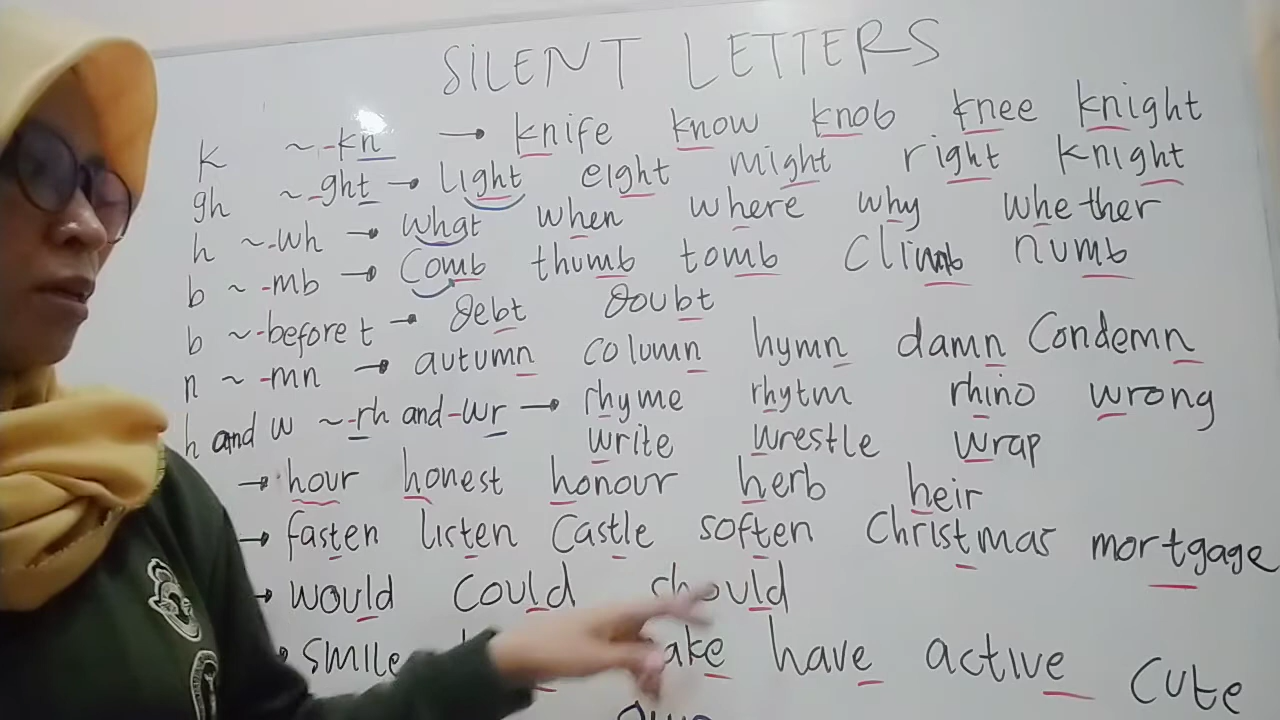 SILENT LETTERS
k ~ -kn → knife know knob knee knight
gh ~ -ght → light eight might right knight
h ~ -wh → what when where why whether
b ~ -mb → comb thumb tomb climb numb
b ~ -before t → debt doubt
n ~ -mn → autumn column hymn damn condemn
h and w ~ -rh and -wr → rhyme rhytm rhino wrong
write wrestle wrap
→ hour honest honour herb heir
→ fasten listen castle soften Christmas mortgage
→ would could should
smile have active cute